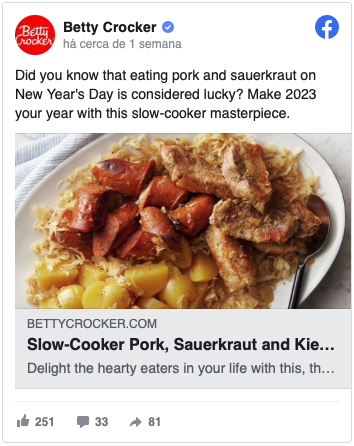 Betty Crocker
Betty Crocker
há cerca de 1 semana
Did you know that eating pork and sauerkraut on
New Year's Day is considered lucky? Make 2023
your year with this slow-cooker masterpiece.
BETTYCROCKER.COM
Slow-Cooker Pork, Sauerkraut and Kie...
Delight the hearty eaters in your life with this, th...
251 33 81